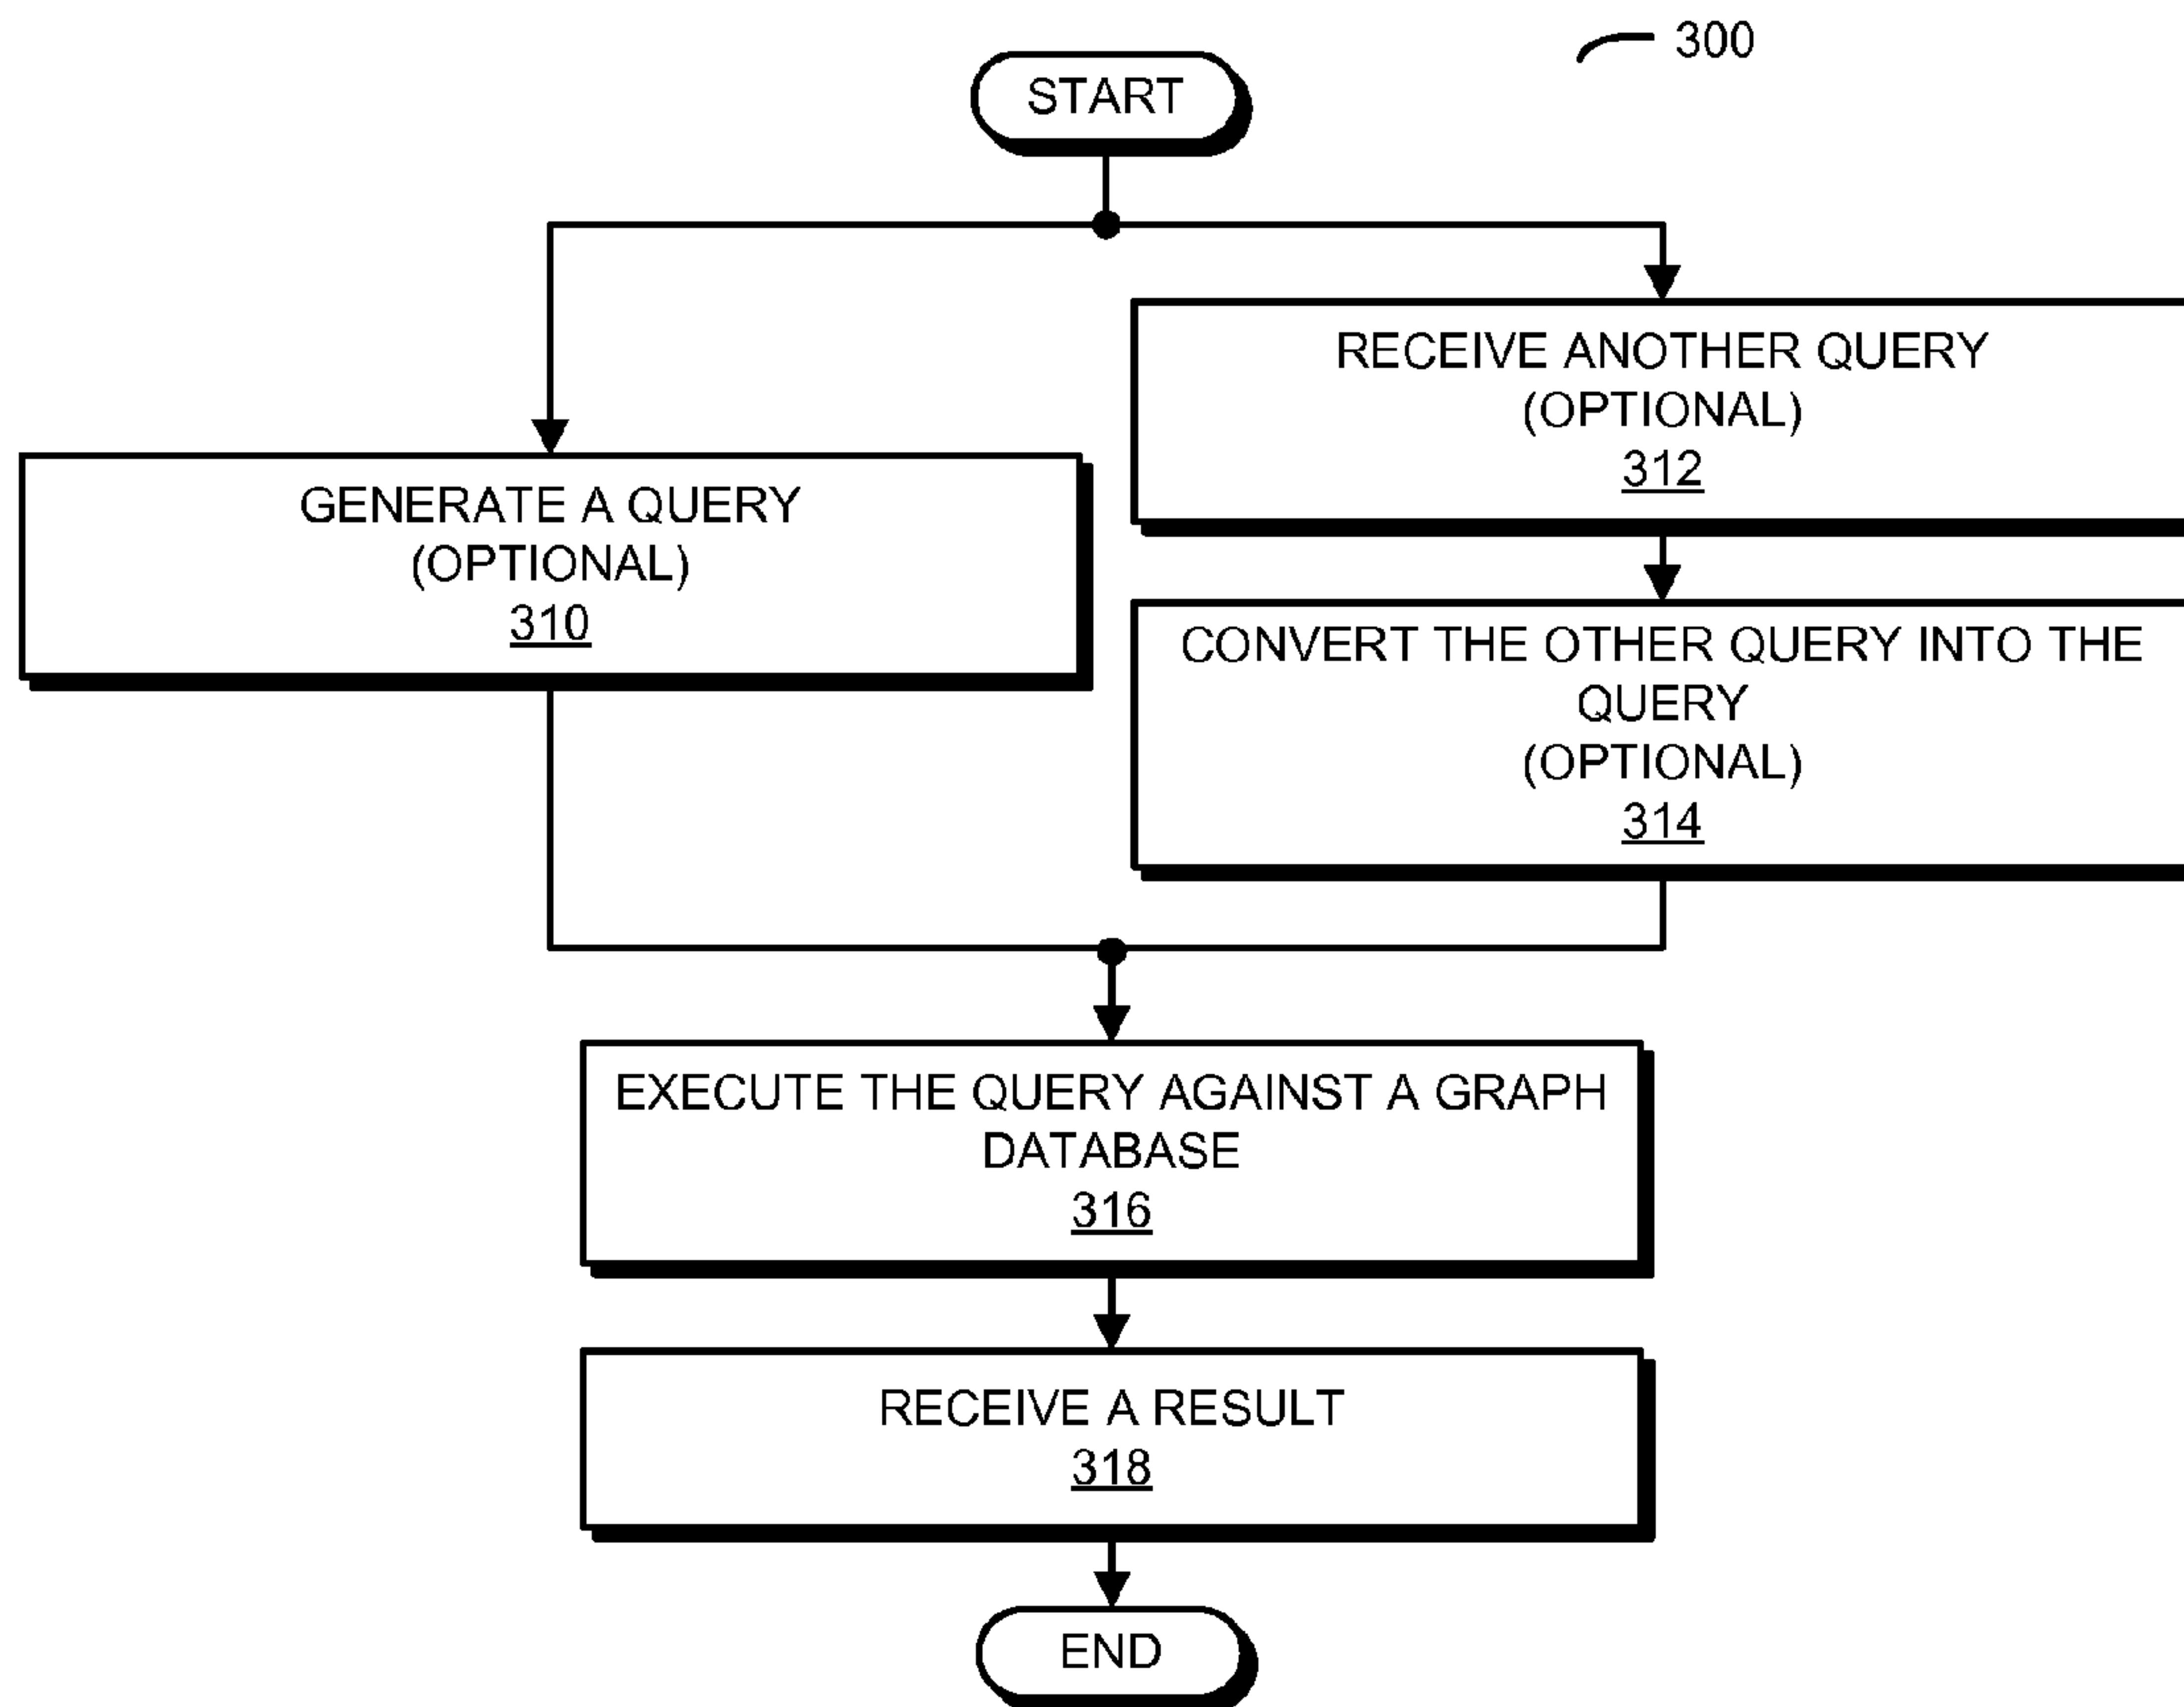 300
START
RECEIVE ANOTHER QUERY
(OPTIONAL)
312
GENERATE A QUERY
(OPTIONAL)
310
CONVERT THE OTHER QUERY INTO THE
QUERY
(OPTIONAL)
314
EXECUTE THE QUERY AGAINST A GRAPH
DATABASE
316
RECEIVE A RESULT
318
END